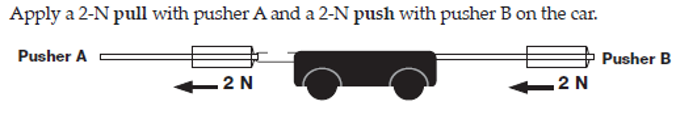 Apply a 2-N pull with pusher A and a 2-N push with pusher B on the car.
Pusher A
Pusher B
2 N
2 N